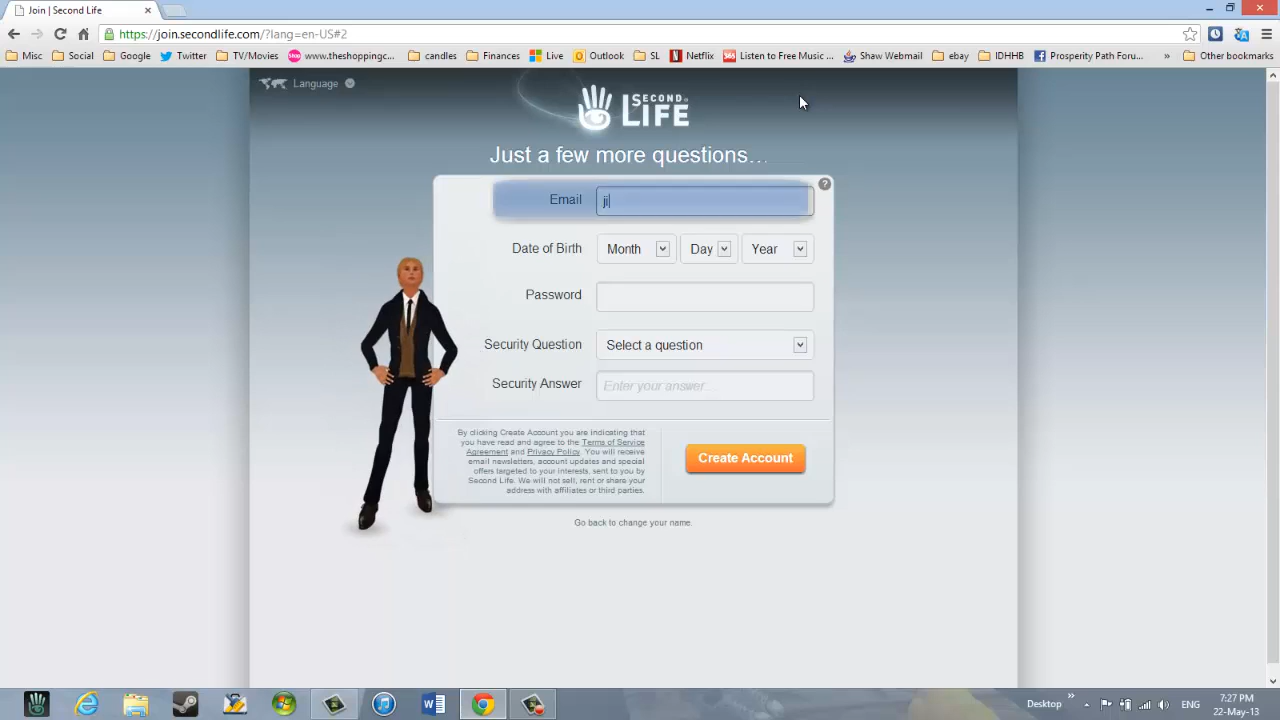 Join | Second Life
https://join.secondlife.com/?lang=en-US#2
Misc Social Google Twitter TV/Movies www.theshoppingc... candles Finances Live Outlook SL Netflix Listen to Free Music ... Shaw Webmail ebay IDHHB Prosperity Path Foru... » Other bookmarks
Language
SECOND
LIFE
Just a few more questions...
Email ji
Date of Birth Month Day Year
Password
Security Question Select a question
Security Answer Enter your answer...
By clicking Create Account you are indicating that
you have read and agree to the Terms of Service
Agreement and Privacy Policy. You will receive
email newsletters, account updates and special
offers targeted to your interests, sent to you by
Second Life. We will not sell, rent or share your
address with affiliates or third parties.
Create Account
Go back to change your name.
Desktop » ENG 7:27 PM
22-May-13